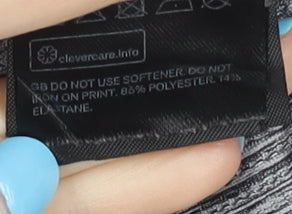 clevercare.info
GB DO NOT USE SOFTENER. DO NOT
IRON ON PRINT. 86% POLYESTER. 14%
ELASTANE.